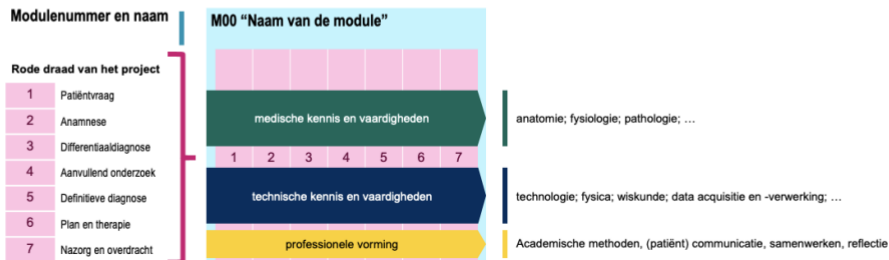 Modulenummer en naam
M00 “Naam van de module”
Rode draad van het project
1 Patiëntvraag
2 Anamnese
3 Differentiaaldiagnose
4 Aanvullend onderzoek
5 Definitieve diagnose
6 Plan en therapie
7 Nazorg en overdracht
medische kennis en vaardigheden
anatomie; fysiologie; pathologie; …
1 2 3 4 5 6 7
technische kennis en vaardigheden
technologie; fysica; wiskunde; data acquisitie en -verwerking; …
professionele vorming
Academische methoden, (patiënt) communicatie, samenwerken, reflectie